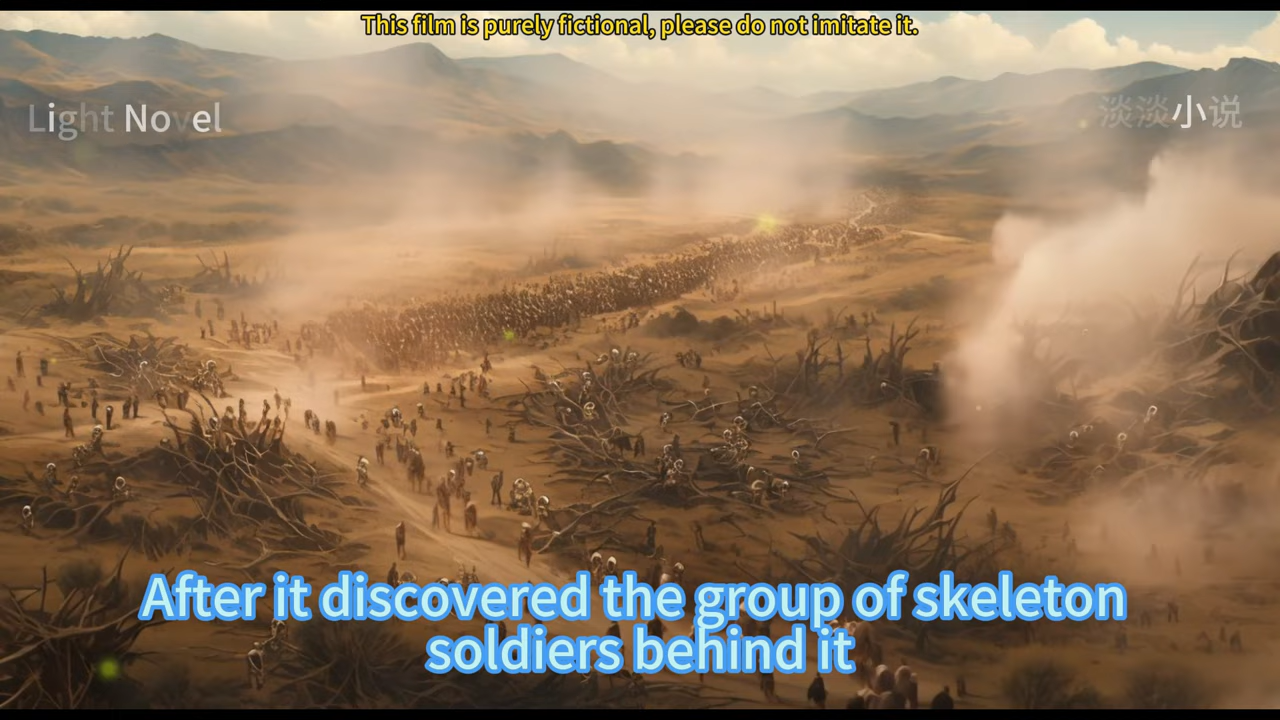 This film is purely fictional, please do not imitate it.
Light Novel
淡淡小说
After it discovered the group of skeleton
soldiers behind it